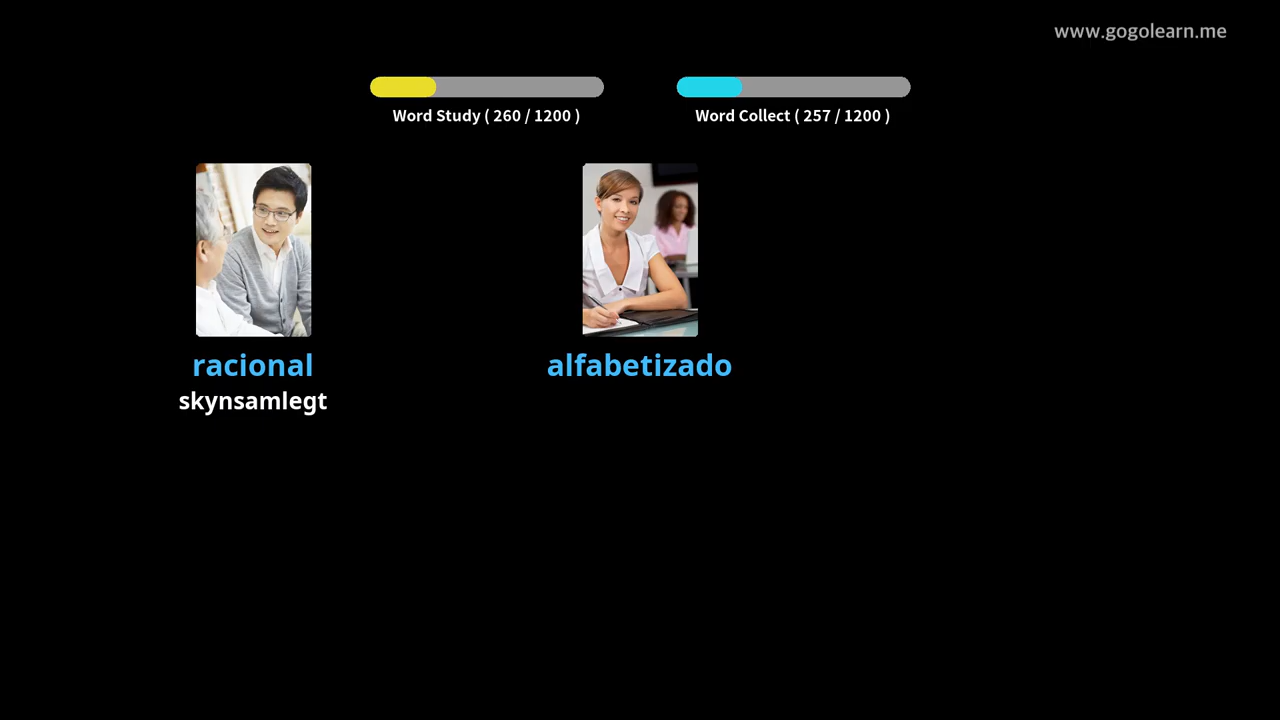 www.gogolearn.me
Word Study ( 260 / 1200 )
Word Collect ( 257 / 1200 )
racional
skynsamlegt
alfabetizado